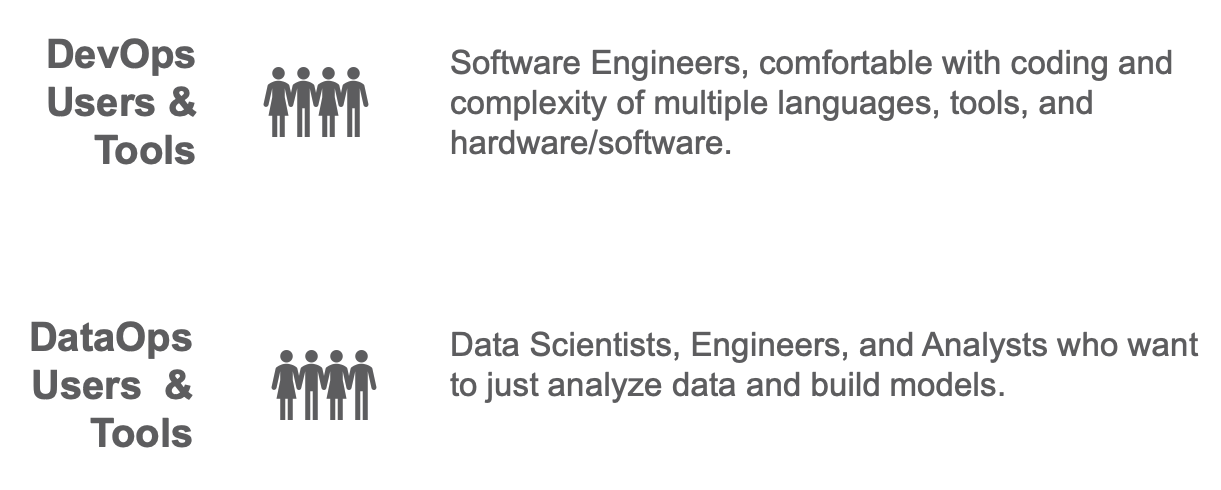 DevOps
Users &
Tools
Software Engineers, comfortable with coding and
complexity of multiple languages, tools, and
hardware/software.
DataOps
Users &
Tools
Data Scientists, Engineers, and Analysts who want
to just analyze data and build models.